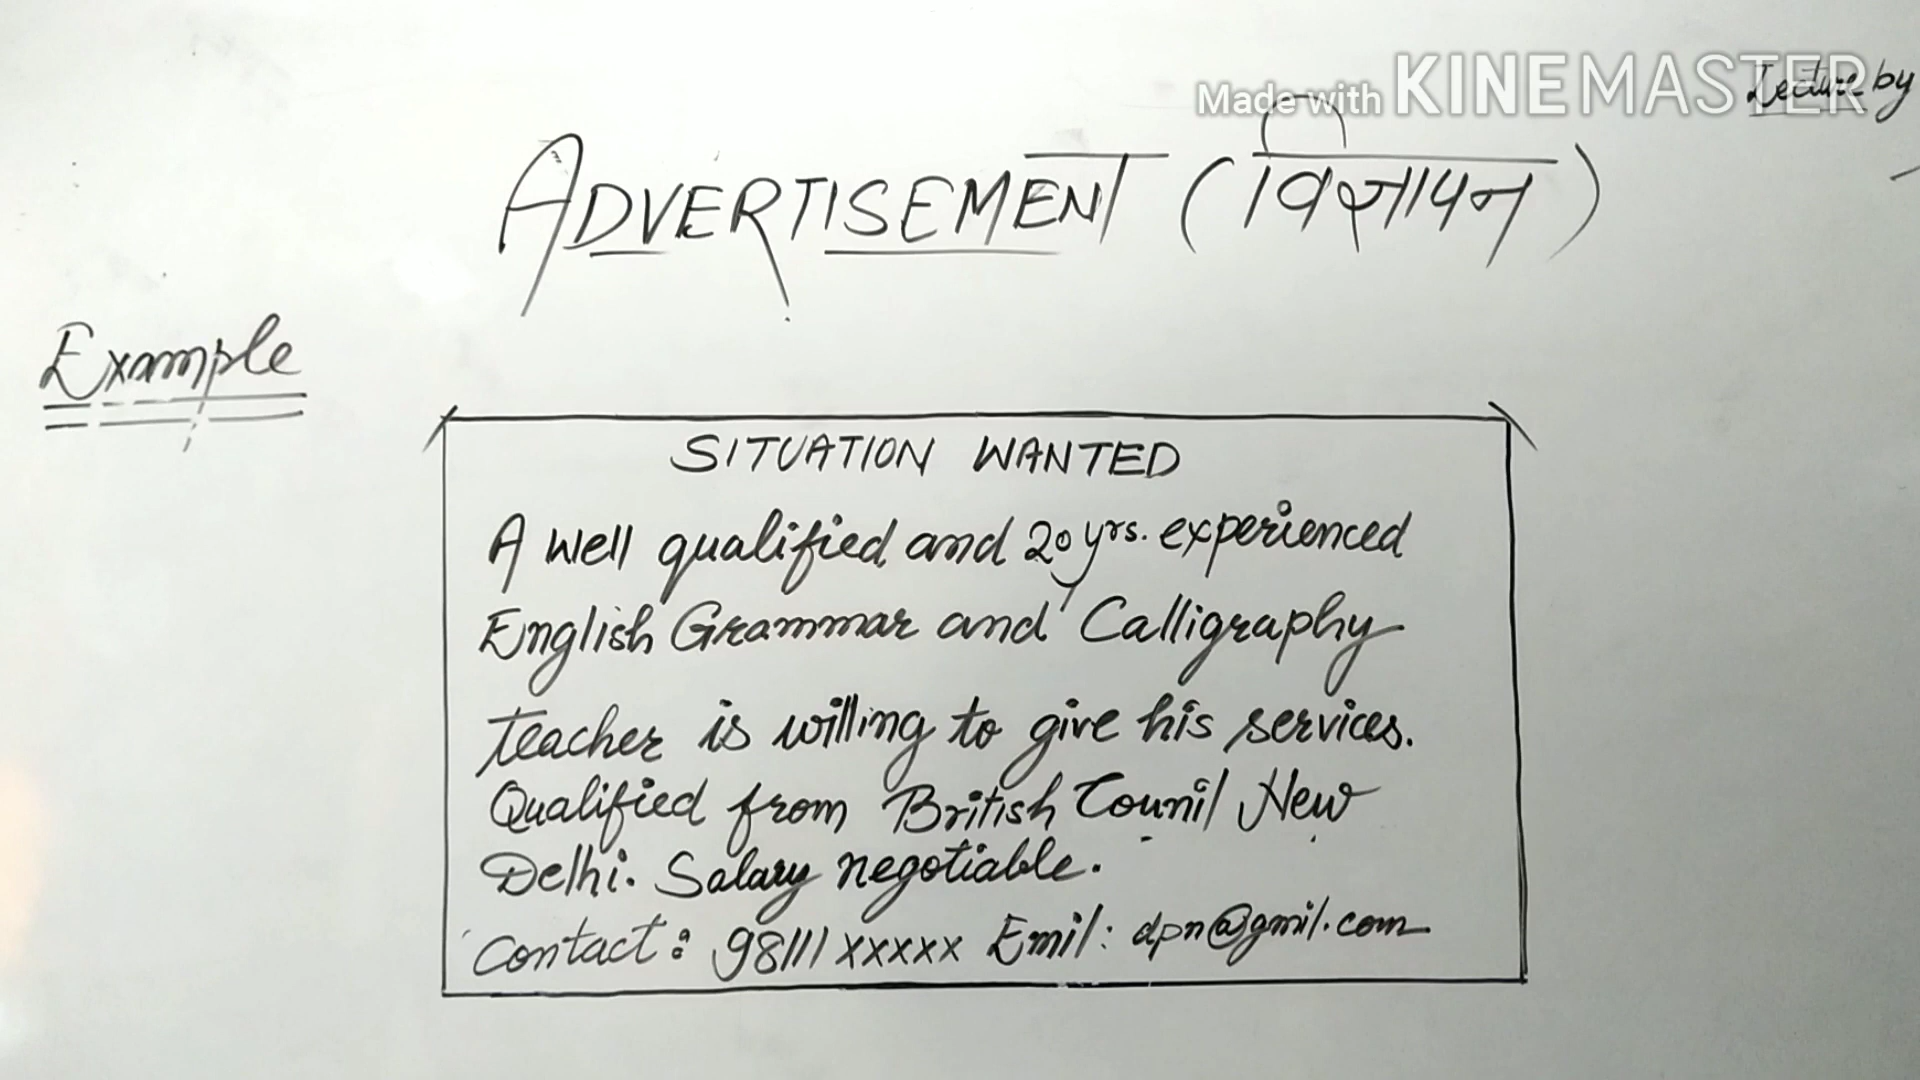 Made with KINEMASTER
Lecture by
ADVERTISEMENT (विज्ञापन)
Example
SITUATION WANTED
A well qualified and 20 yrs. experienced
English Grammar and Calligraphy
teacher is willing to give his services.
Qualified from British Counil New
Delhi. Salary negotiable.
Contact: 98111xxxxx Emil: dpn@gmil.com